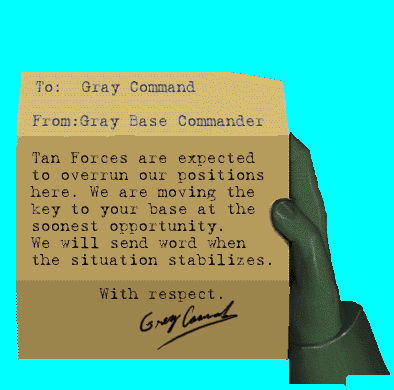 To: Gray Command
From:Gray Base Commander
Tan Forces are expected
to overrun our positions
here. We are moving the
key to your base at the
soonest opportunity.
We will send word when
the situation stabilizes.
With respect.